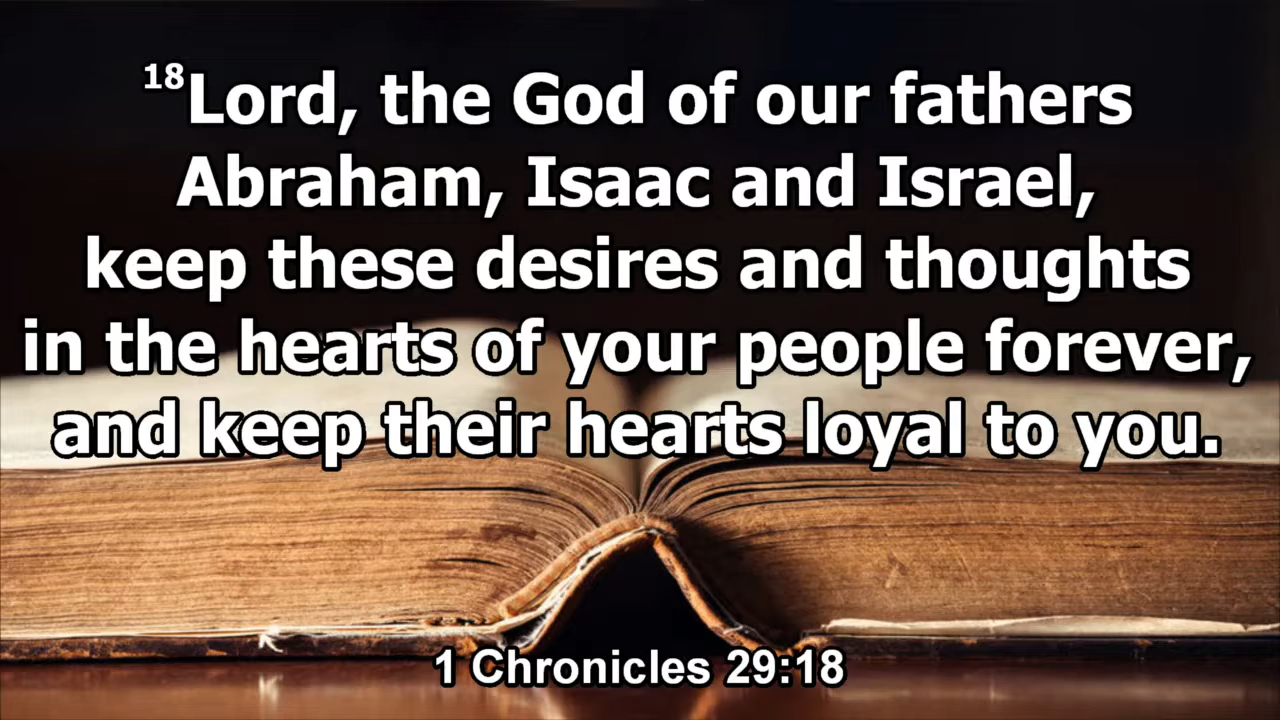 18Lord, the God of our fathers
Abraham, Isaac and Israel,
keep these desires and thoughts
in the hearts of your people forever,
and keep their hearts loyal to you.
1 Chronicles 29:18